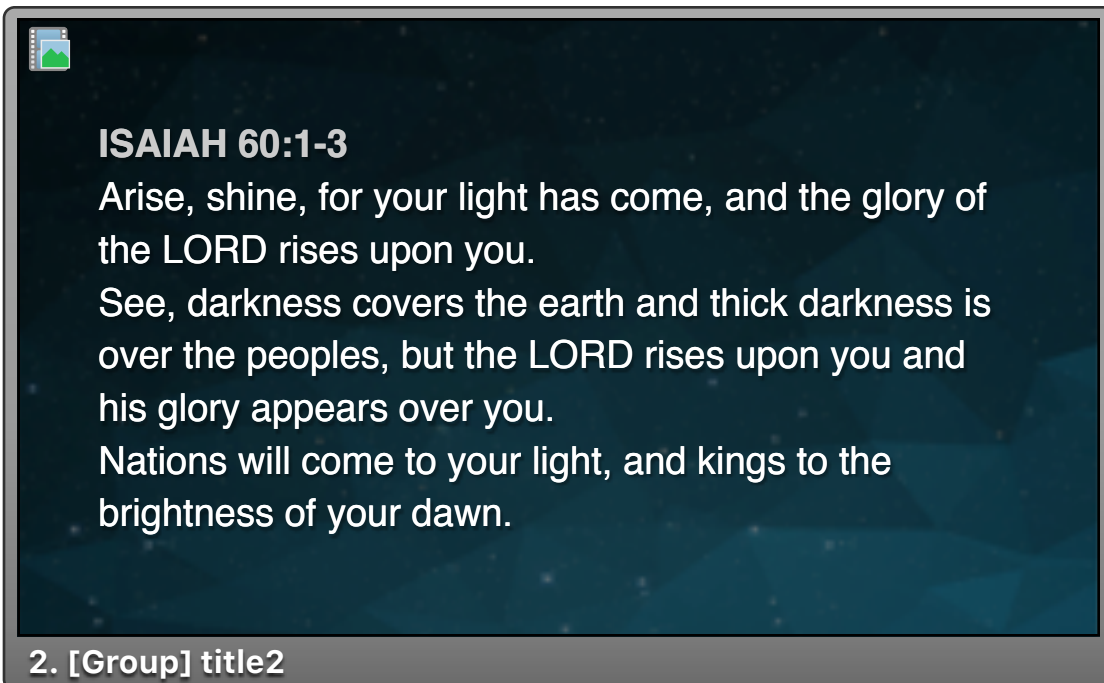 ISAIAH 60:1-3
Arise, shine, for your light has come, and the glory of
the LORD rises upon you.
See, darkness covers the earth and thick darkness is
over the peoples, but the LORD rises upon you and
his glory appears over you.
Nations will come to your light, and kings to the
brightness of your dawn.
2. [Group] title2